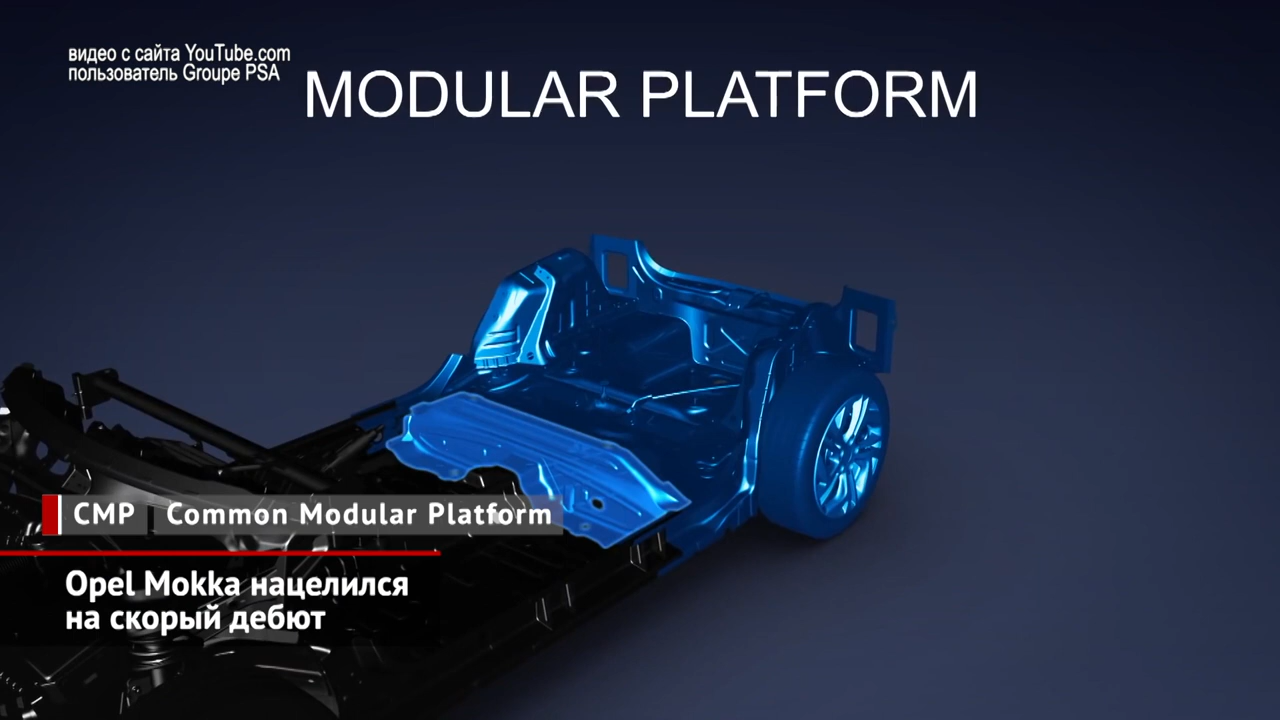 видео с сайта YouTube.com
пользователь Groupe PSA
MODULAR PLATFORM
CMP | Common Modular Platform
Opel Mokka нацелился
на скорый дебют